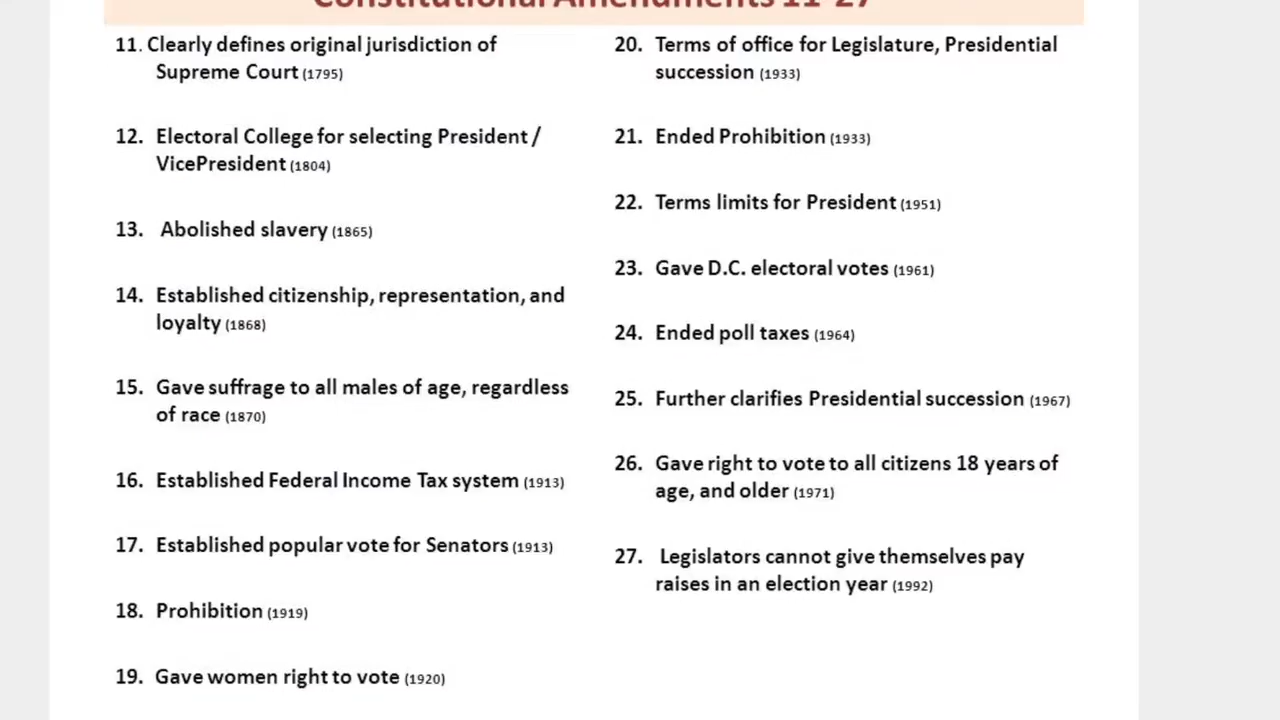 Constitutional Amendments 11-27
11. Clearly defines original jurisdiction of
Supreme Court (1795)
12. Electoral College for selecting President /
VicePresident (1804)
13. Abolished slavery (1865)
14. Established citizenship, representation, and
loyalty (1868)
15. Gave suffrage to all males of age, regardless
of race (1870)
16. Established Federal Income Tax system (1913)
17. Established popular vote for Senators (1913)
18. Prohibition (1919)
19. Gave women right to vote (1920)
20. Terms of office for Legislature, Presidential
succession (1933)
21. Ended Prohibition (1933)
22. Terms limits for President (1951)
23. Gave D.C. electoral votes (1961)
24. Ended poll taxes (1964)
25. Further clarifies Presidential succession (1967)
26. Gave right to vote to all citizens 18 years of
age, and older (1971)
27. Legislators cannot give themselves pay
raises in an election year (1992)